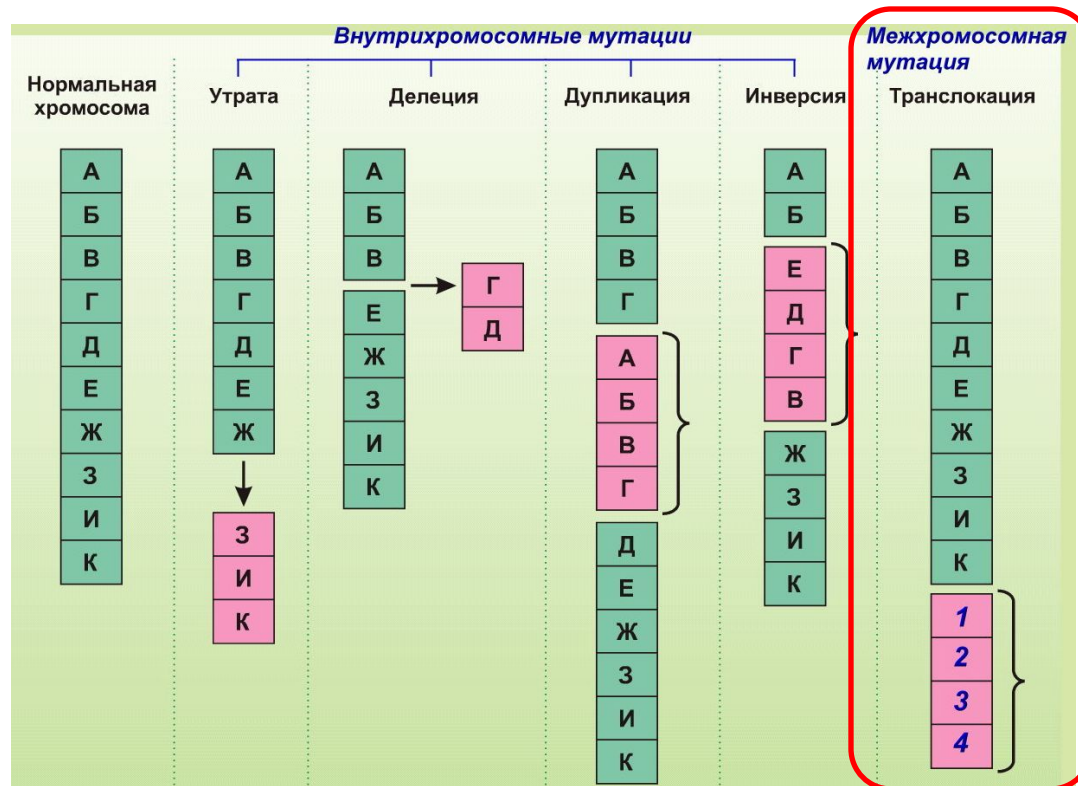 Внутрихромосомные мутации
Межхромосомная
мутация
Нормальная
хромосома
Утрата
Делеция
Дупликация
Инверсия
Транслокация
А
Б
В
Г
Д
Е
Ж
З
И
К
А
Б
В
Г
Д
Е
Ж
З
И
К
А
Б
В
Г
Д
Е
Ж
З
И
К
А
Б
В
Г
А
Б
В
Г
Д
Е
Ж
З
И
К
А
Б
Е
Д
Г
В
Ж
З
И
К
А
Б
В
Г
Д
Е
Ж
З
И
К
1
2
3
4